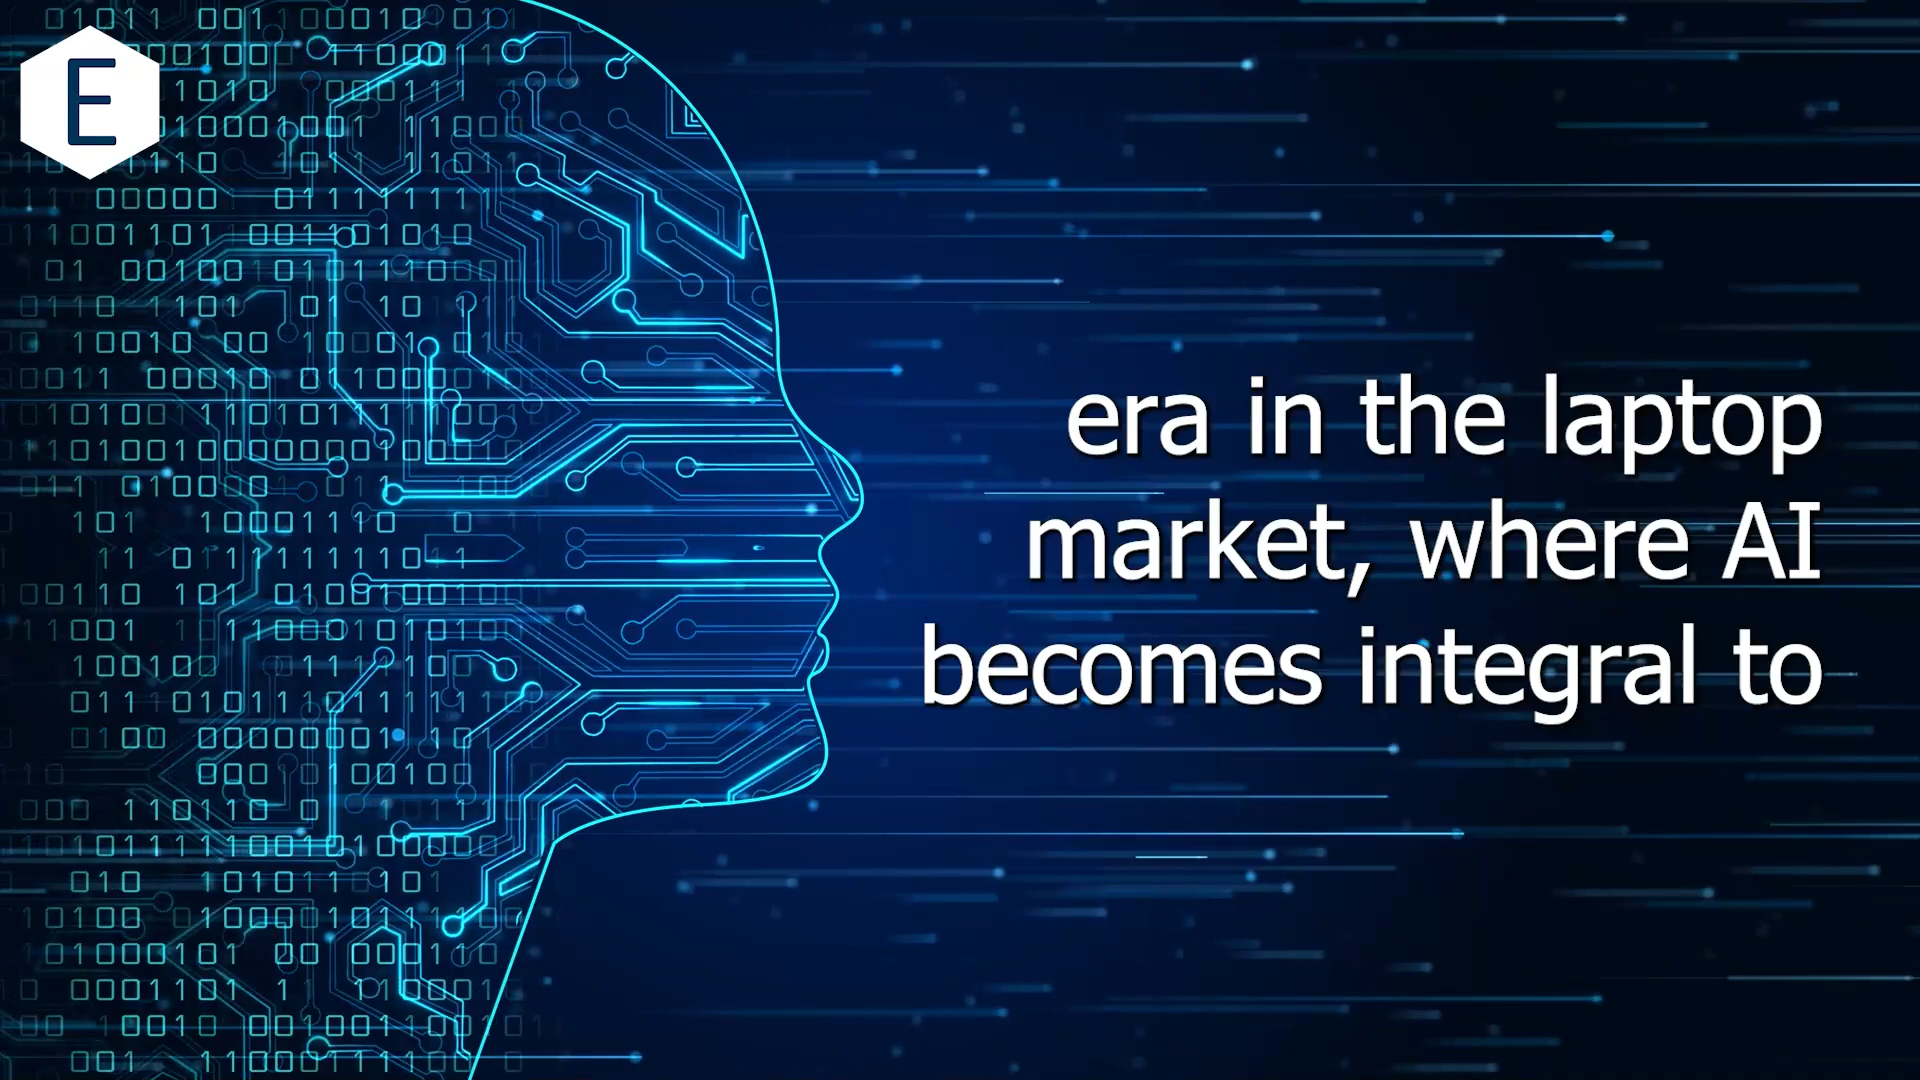 E
era in the laptop
market, where AI
becomes integral to